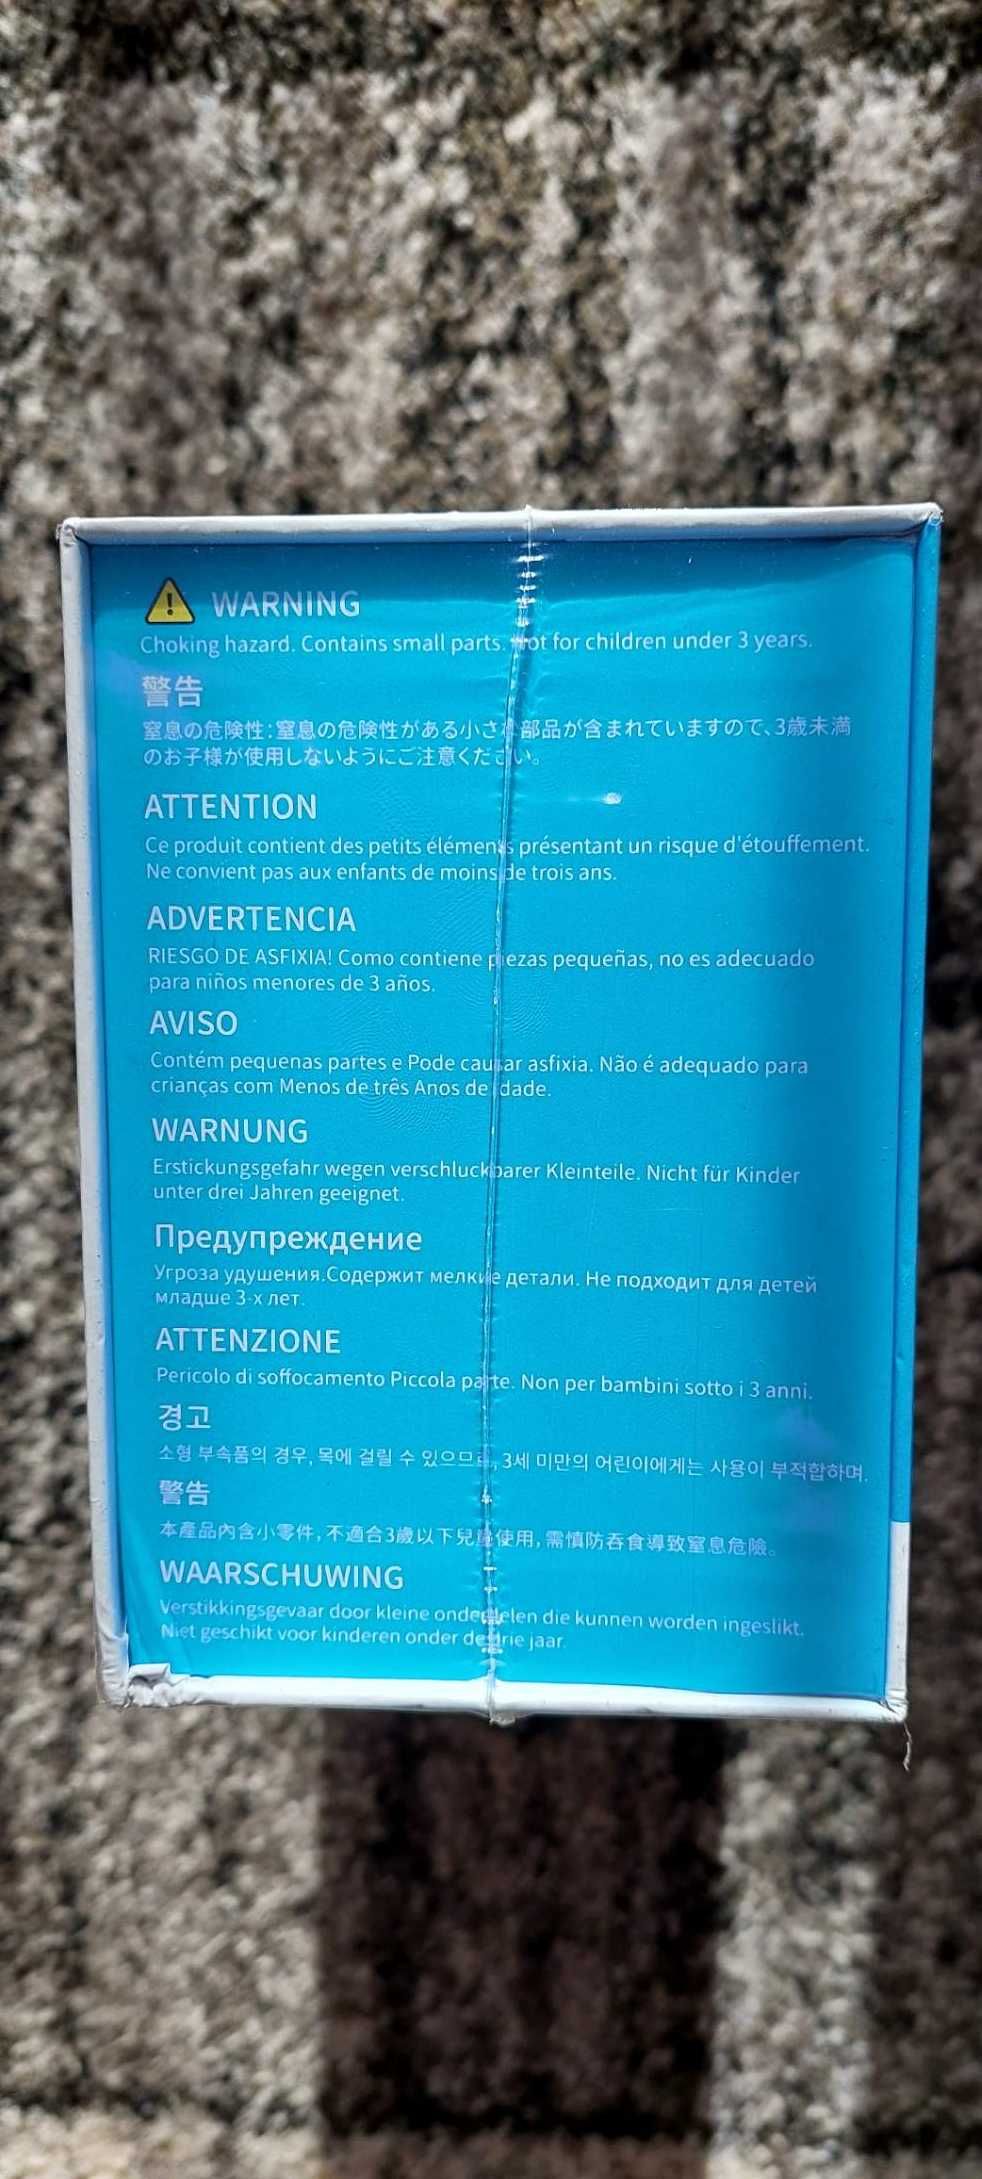 WARNING
Choking hazard. Contains small parts. Not for children under 3 years.
警告
窒息の危険性:窒息の危険性がある小さな部品が含まれていますので、3歳未満
のお子様が使用しないようにご注意ください。
ATTENTION
Ce produit contient des petits éléments présentant un risque d'étouffement.
Ne convient pas aux enfants de moins de trois ans.
ADVERTENCIA
RIESGO DE ASFIXIA! Como contiene piezas pequeñas, no es adecuado
para niños menores de 3 años.
AVISO
Contém pequenas partes e Pode causar asfixia. Não é adequado para
crianças com Menos de três Anos de Idade.
WARNUNG
Erstickungsgefahr wegen verschluckbarer Kleinteile. Nicht für Kinder
unter drei Jahren geeignet.
Предупреждение
Угроза удушения.Содержит мелкие детали. Не подходит для детей
младше 3-х лет.
ATTENZIONE
Pericolo di soffocamento Piccola parte. Non per bambini sotto i 3 anni.
경고
소형 부속품의 경우, 목에 걸릴 수 있으므로, 3세 미만의 어린이에게는 사용이 부적합하며.
警告
本產品內含小零件,不適合3歲以下兒童使用,需慎防吞食導致窒息危險。
WAARSCHUWING
Verstikkingsgevaar door kleine onderdelen die kunnen worden ingeslikt.
Niet geschikt voor kinderen onder de drie jaar.